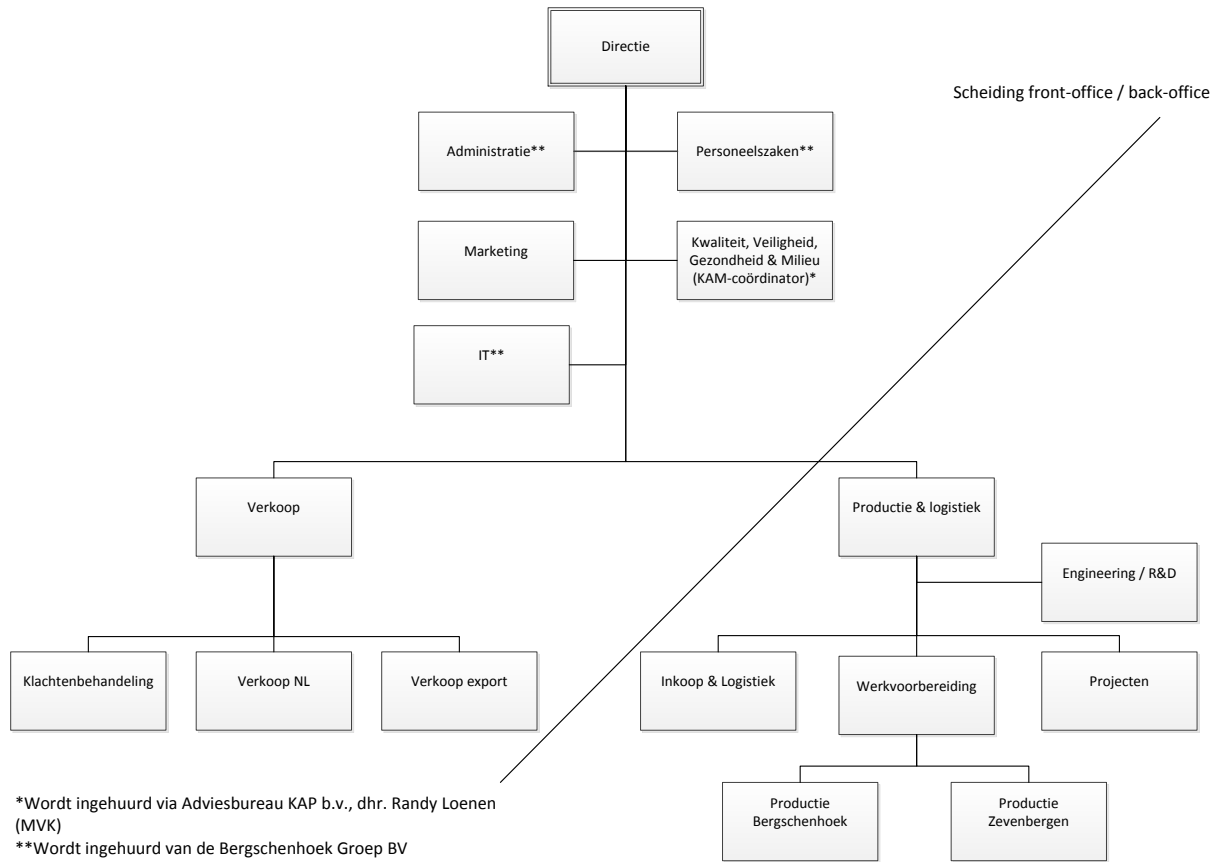 Directie
Scheiding front-office / back-office
Administratie**
Personeelszaken**
Marketing
Kwaliteit, Veiligheid,
Gezondheid & Milieu
(KAM-coördinator)*
IT**
Verkoop
Productie & logistiek
Engineering / R&D
Klachtenbehandeling
Verkoop NL
Verkoop export
Inkoop & Logistiek
Werkvoorbereiding
Projecten
Productie
Bergschenhoek
Productie
Zevenbergen
*Wordt ingehuurd via Adviesbureau KAP b.v., dhr. Randy Loenen
(MVK)
**Wordt ingehuurd van de Bergschenhoek Groep BV